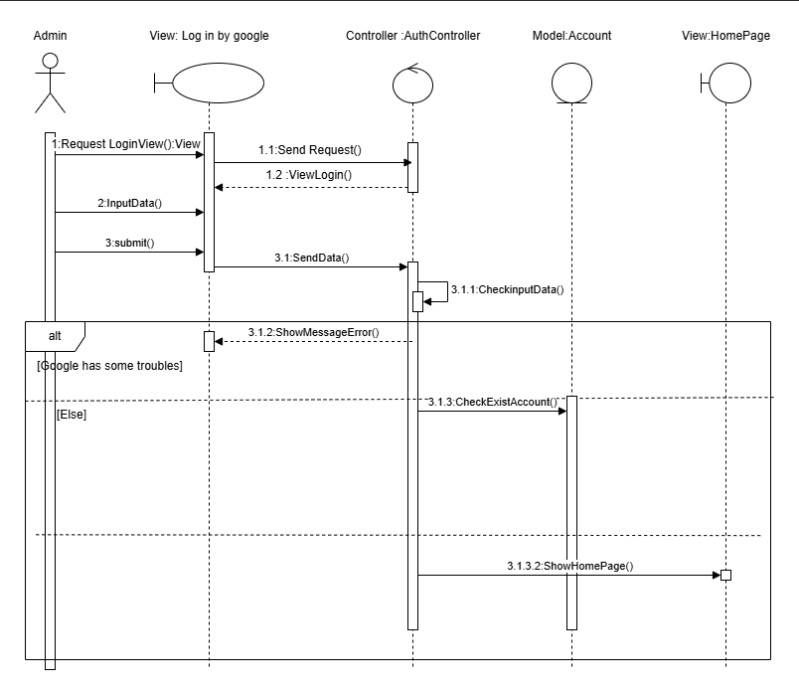 Admin
View: Log in by google
Controller :AuthController
Model:Account
View:HomePage
1:Request LoginView():View
1.1:Send Request()
1.2 :ViewLogin()
2:InputData()
3:submit()
3.1:SendData()
3.1.1:CheckinputData()
alt
3.1.2:ShowMessageError()
[Google has some troubles]
3.1.3:CheckExistAccount()
[Else]
3.1.3.2:ShowHomePage()